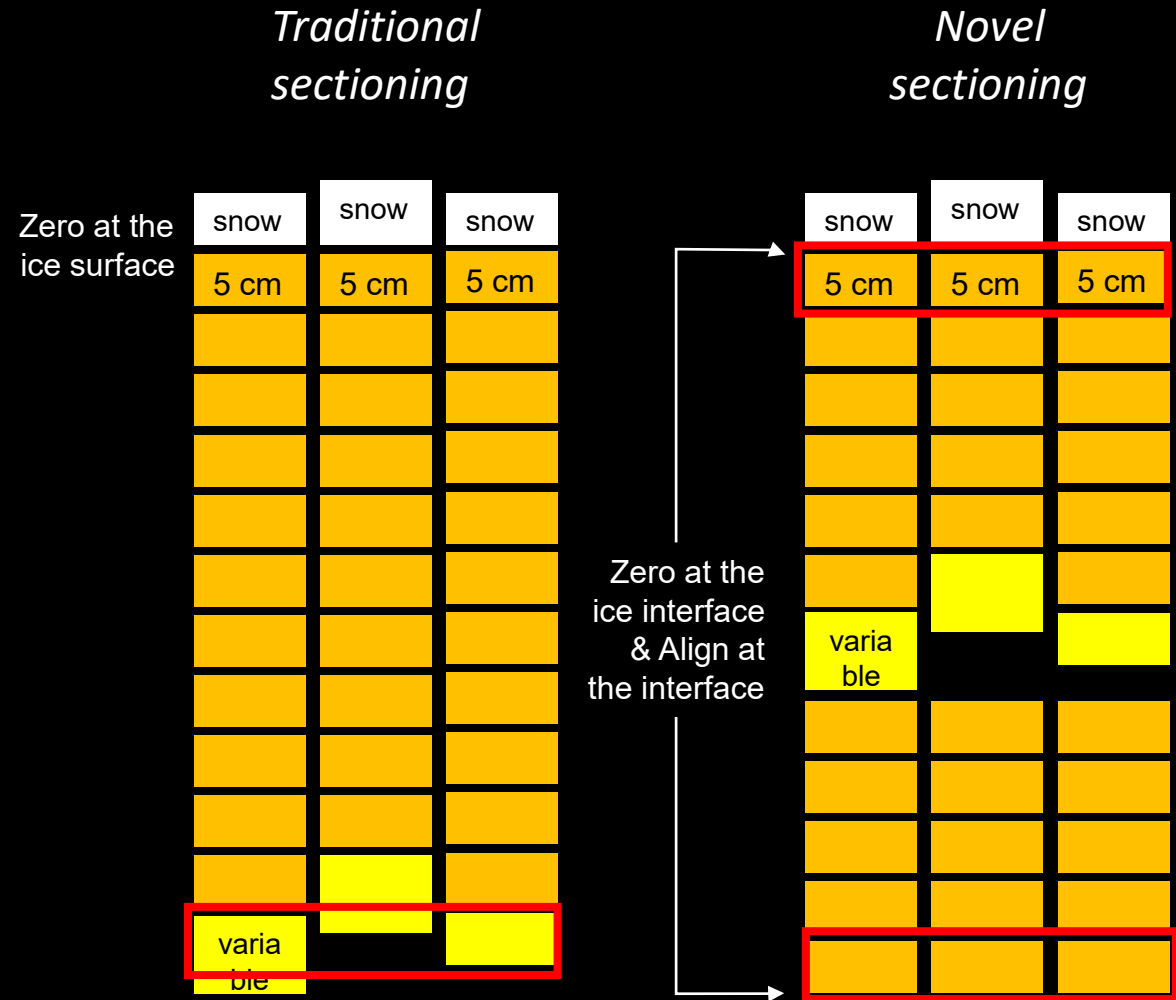 Traditional
sectioning
Novel
sectioning
Zero at the
ice surface
snow
snow
snow
5 cm
5 cm
5 cm
varia
ble
Zero at the
ice interface
& Align at
the interface
snow
snow
snow
5 cm
5 cm
5 cm
varia
ble